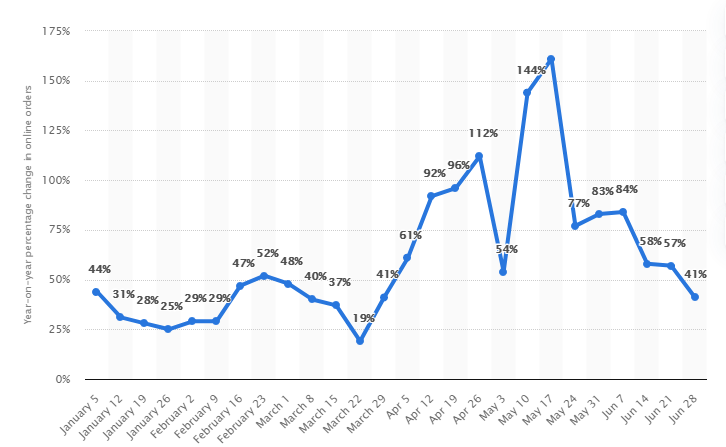 Year-on-year percentage change in online orders
175%
150%
125%
100%
75%
50%
25%
0%
44%
31%
28%
25%
29%
29%
47%
52%
48%
40%
37%
19%
41%
61%
92%
96%
112%
54%
144%
77%
83%
84%
58%
57%
41%
January 5
January 12
January 19
January 26
February 2
February 9
February 16
February 23
March 1
March 8
March 15
March 22
March 29
Apr 5
Apr 12
Apr 19
Apr 26
May 3
May 10
May 17
May 24
May 31
Jun 7
Jun 14
Jun 21
Jun 28